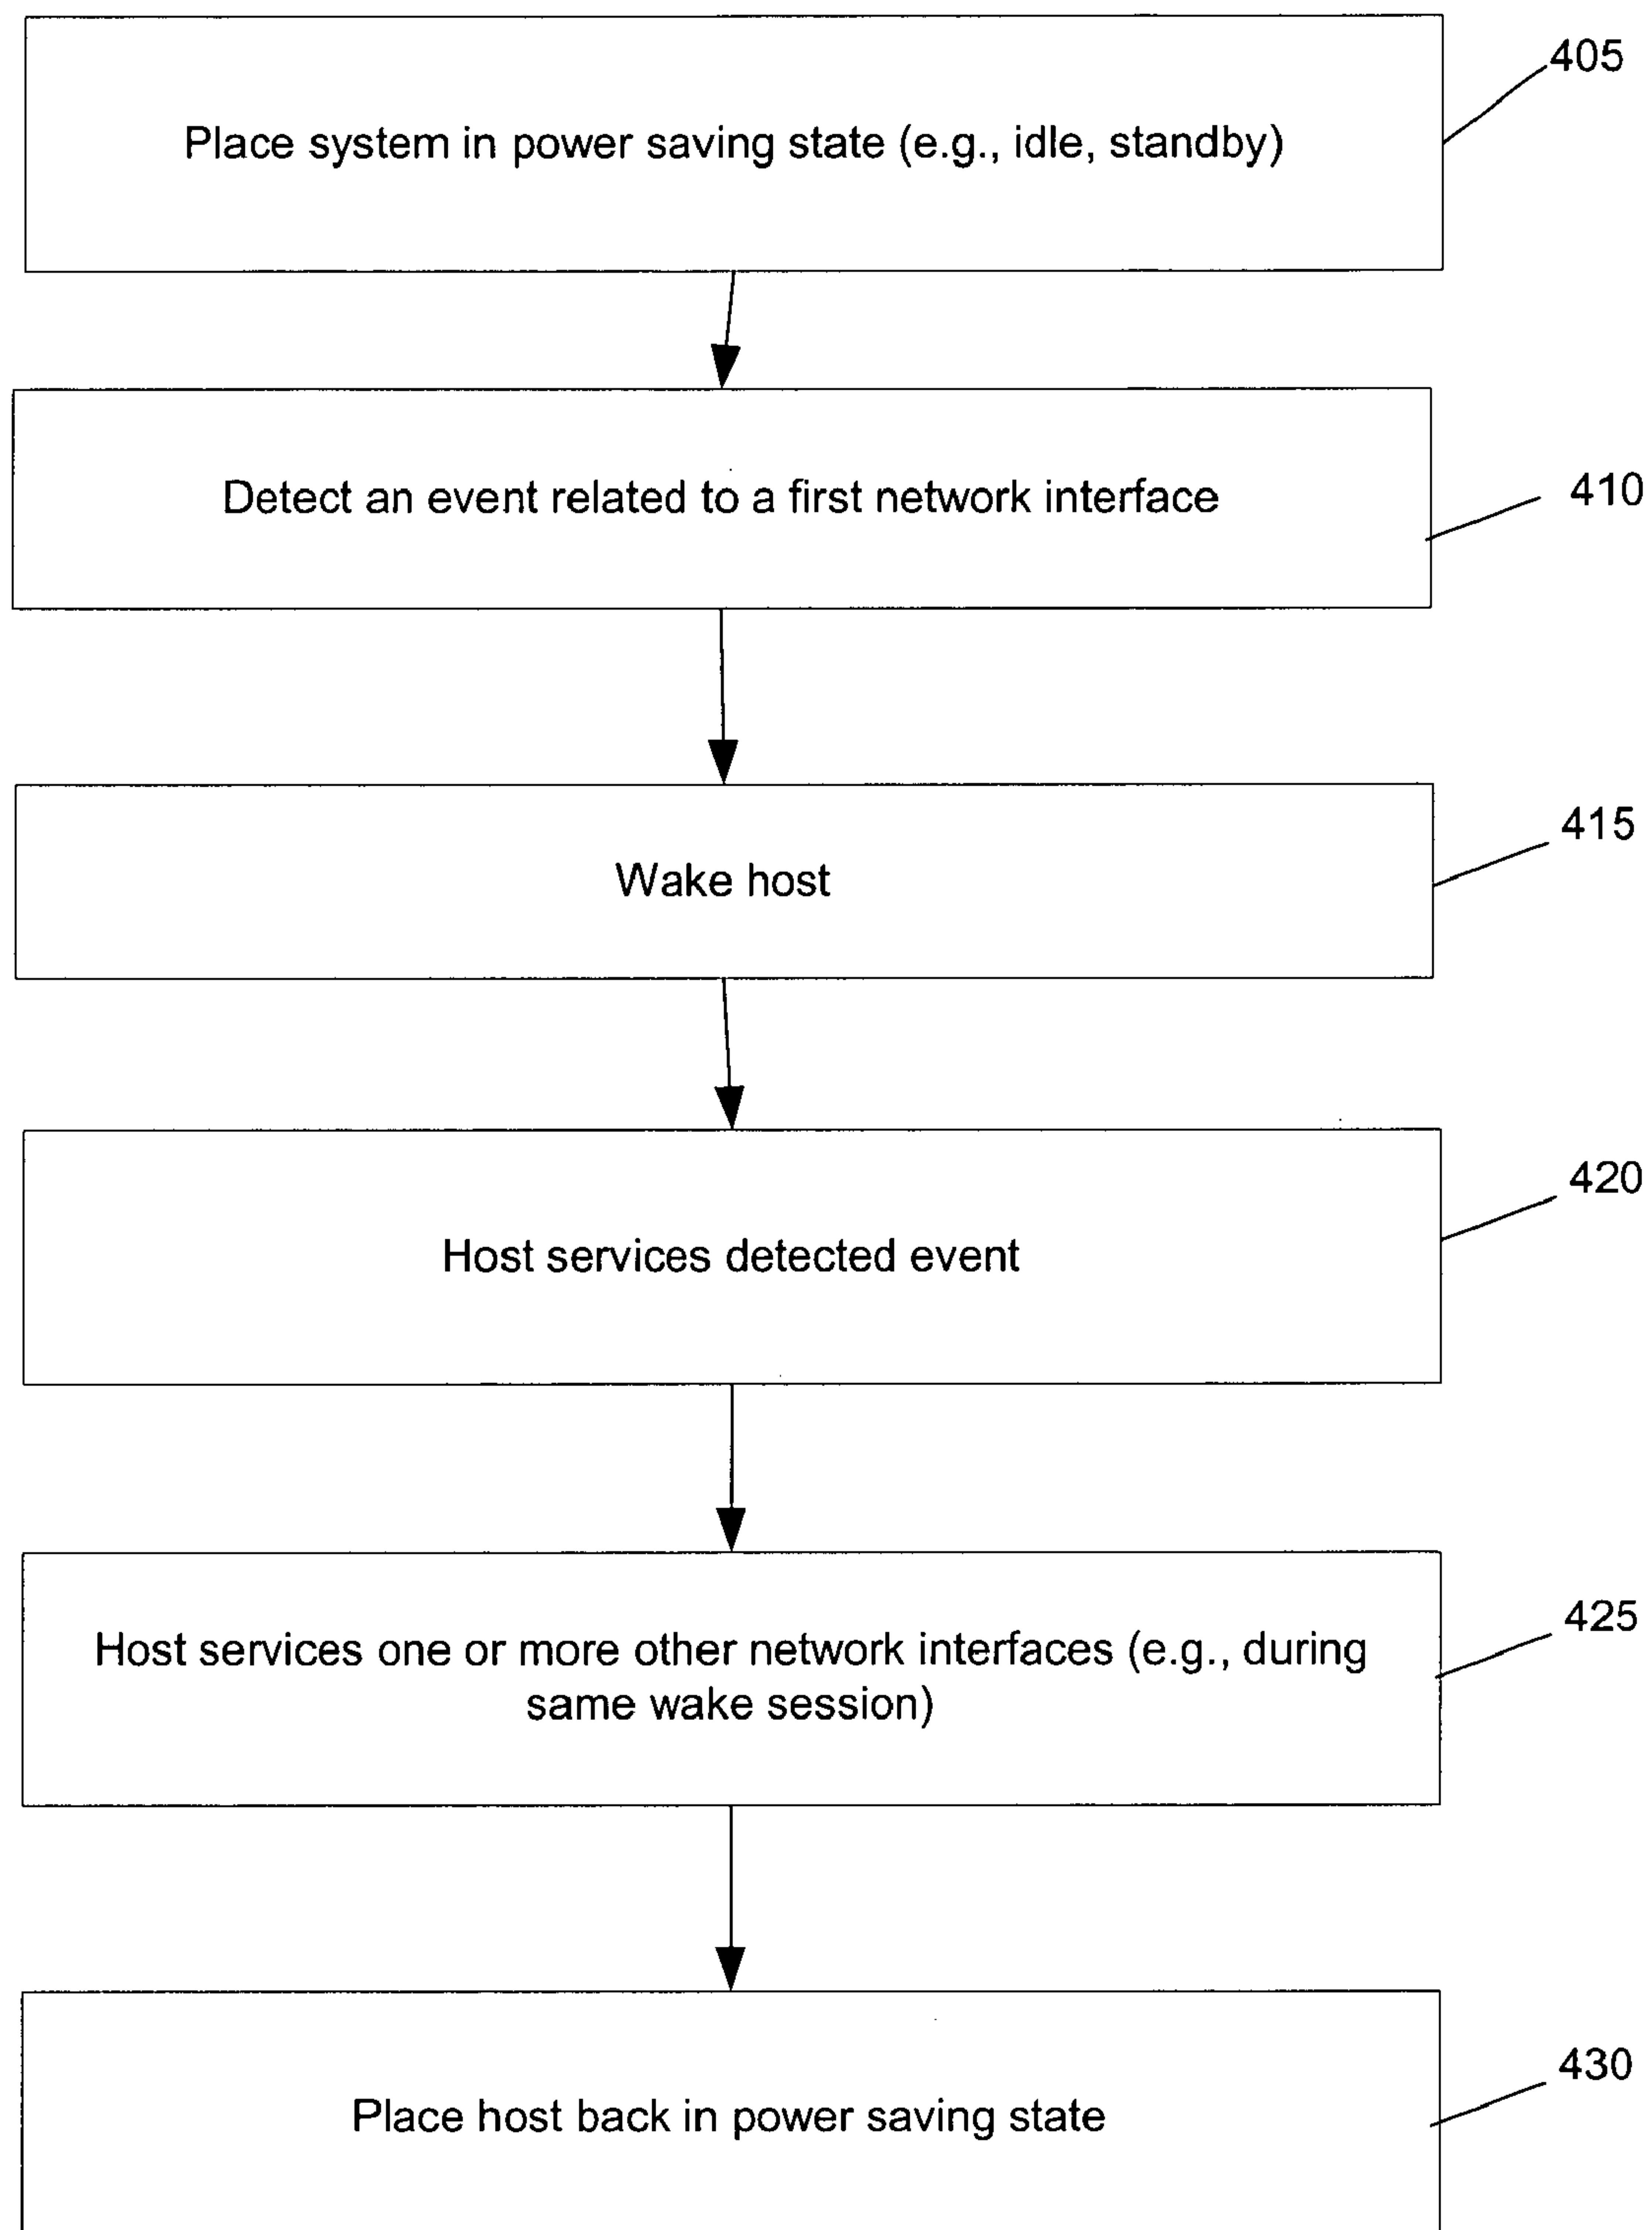 405
Place system in power saving state (e.g., idle, standby)
Detect an event related to a first network interface
410
415
Wake host
420
Host services detected event
425
Host services one or more other network interfaces (e.g., during
same wake session)
430
Place host back in power saving state